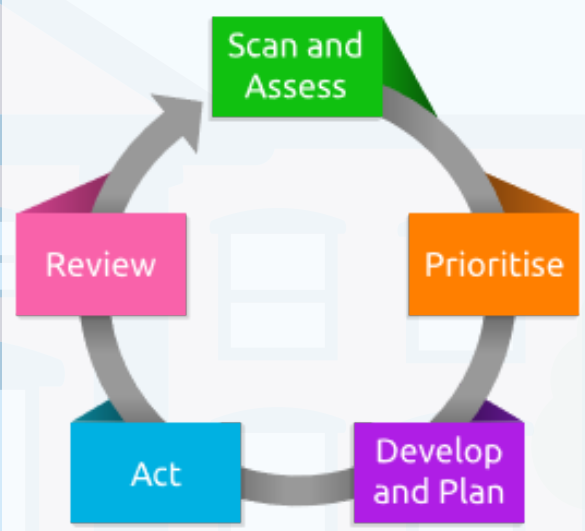 Scan and
Assess
Prioritise
Develop
and Plan
Act
Review